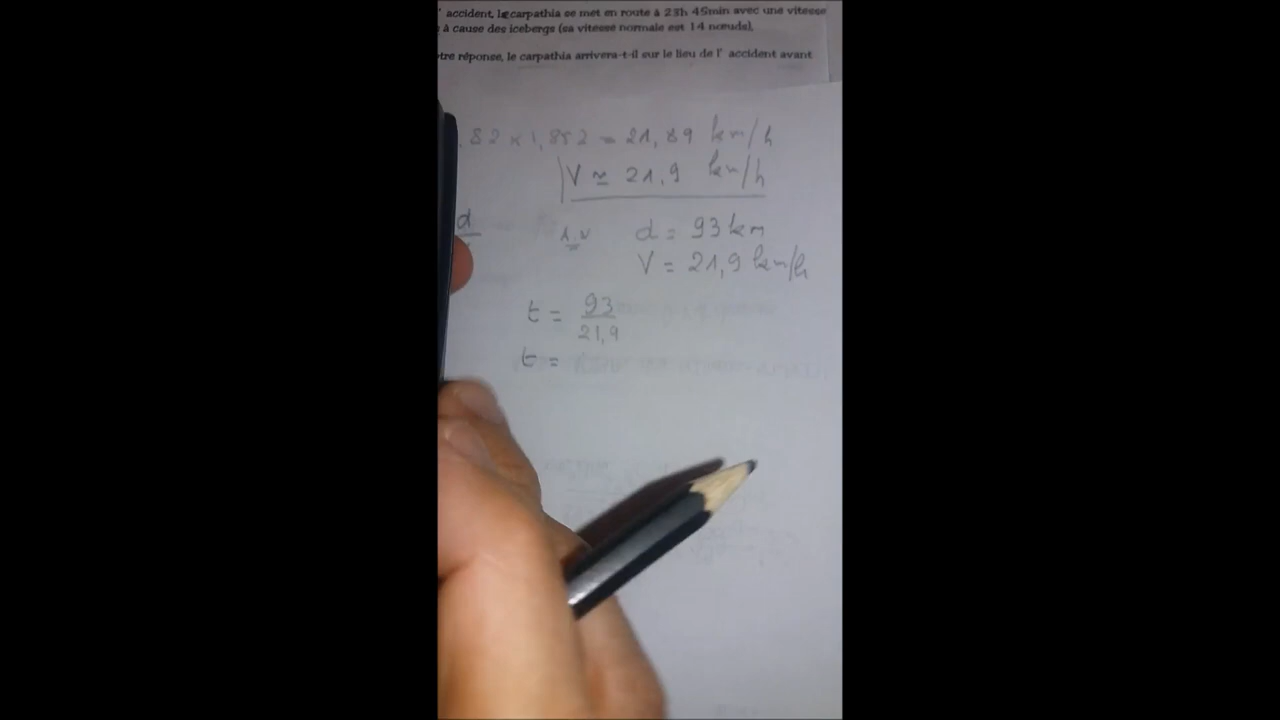 accident, le carpathia se met en route à 23h 45min avec une vitesse
à cause des icebergs (sa vitesse normale est 14 nœuds).
tre réponse, le carpathia arrivera-t-il sur le lieu de l' accident avant
,82 × 1,852 = 21,89 km/h
V ≃ 21,9 km/h
d
A.N d = 93 km
V = 21,9 km/h
t = 93
21,9
t =